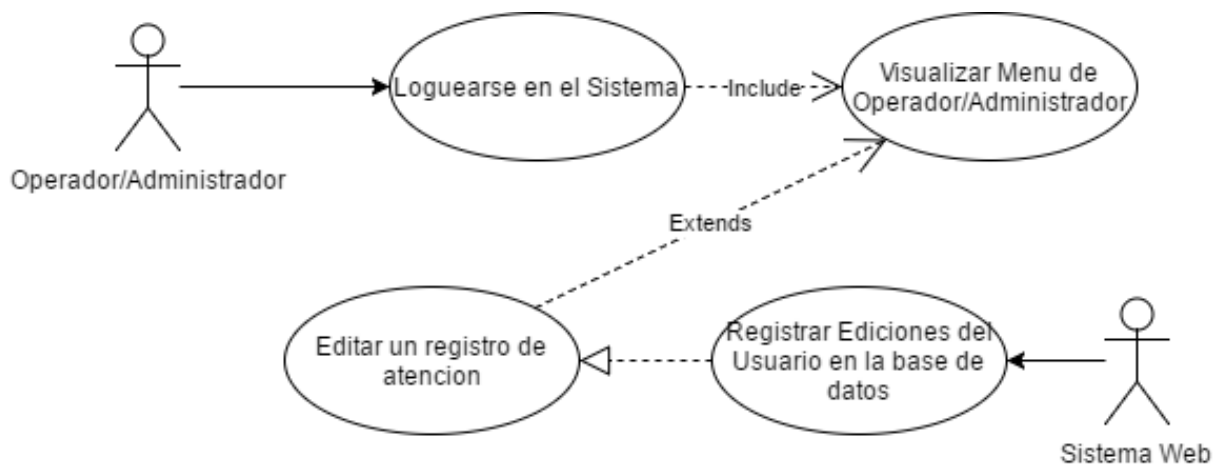 Operador/Administrador
Loguearse en el Sistema
Include
Visualizar Menu de
Operador/Administrador
Extends
Editar un registro de
atencion
Registrar Ediciones del
Usuario en la base de
datos
Sistema Web